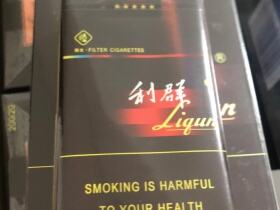 ·FILTER CIGARETTES
利群
Liqun
®
SMOKING IS HARMFUL
TO YOUR HEALTH